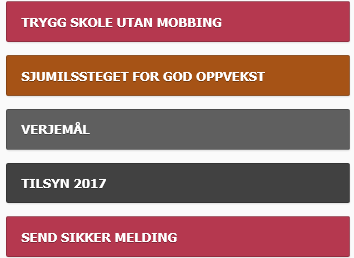 TRYGG SKOLE UTAN MOBBING
SJUMILSSTEGET FOR GOD OPPVEKST
VERJEMÅL
TILSYN 2017
SEND SIKKER MELDING